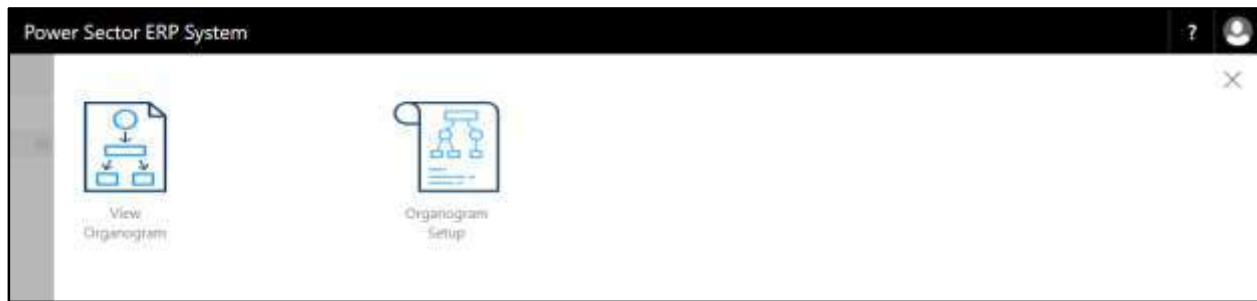 Power Sector ERP System
?
View
Organogram
Organogram
Setup